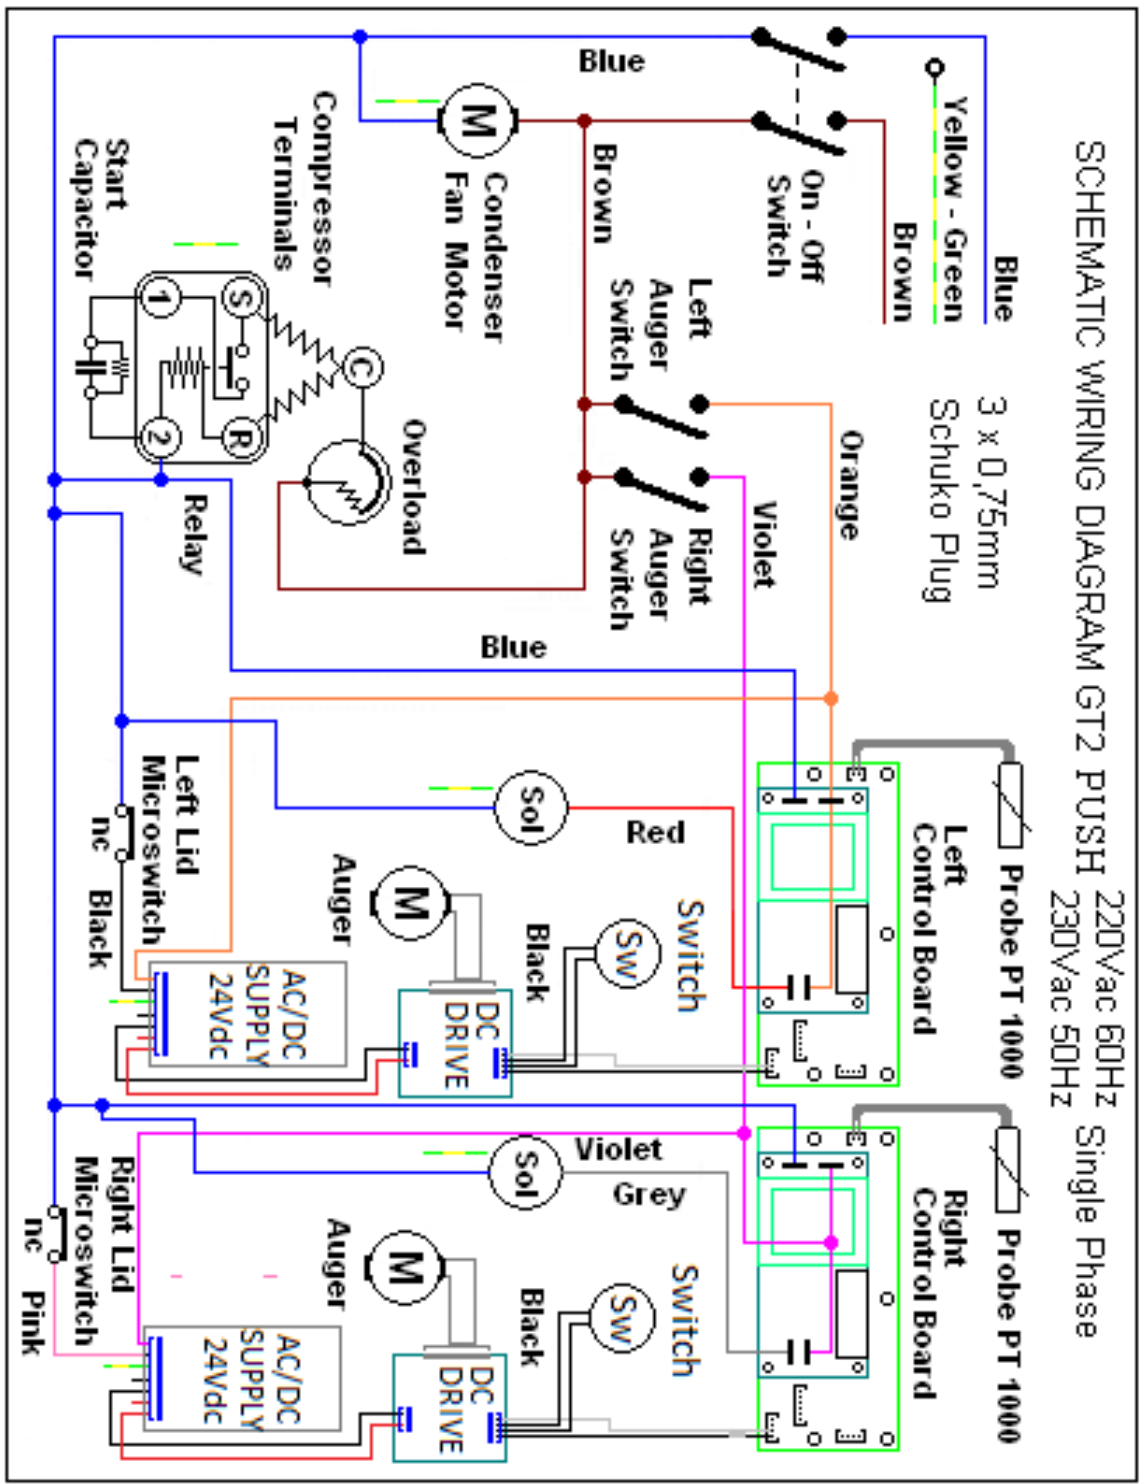 SCHEMATIC WIRING DIAGRAM GT2 PUSH
220Vac 60Hz
230Vac 50Hz
Single Phase
3 x 0,75mm
Schuko Plug
Blue
Yellow - Green
Brown
On - Off
Switch
Blue
Brown
Condenser
Fan Motor
M
Left
Auger
Switch
Right
Auger
Switch
Orange
Violet
Compressor
Terminals
Start
Capacitor
1
S
C
2
R
Overload
Relay
Blue
Probe PT 1000
Left
Control Board
Sol
Red
Switch
Sw
Black
Auger
M
DC
DRIVE
Left Lid
Microswitch
nc
Black
AC/DC
SUPPLY
24Vdc
Probe PT 1000
Right
Control Board
Violet
Sol
Grey
Switch
Sw
Black
Auger
M
DC
DRIVE
Right Lid
Microswitch
nc
Pink
AC/DC
SUPPLY
24Vdc